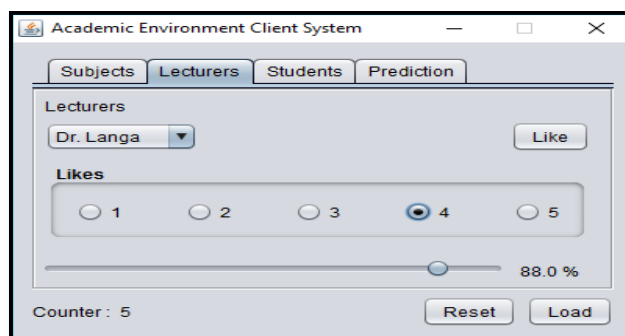 Academic Environment Client System
Subjects Lecturers Students Prediction
Lecturers
Dr. Langa Like
Likes
1 2 3 4 5
88.0 %
Counter : 5 Reset Load